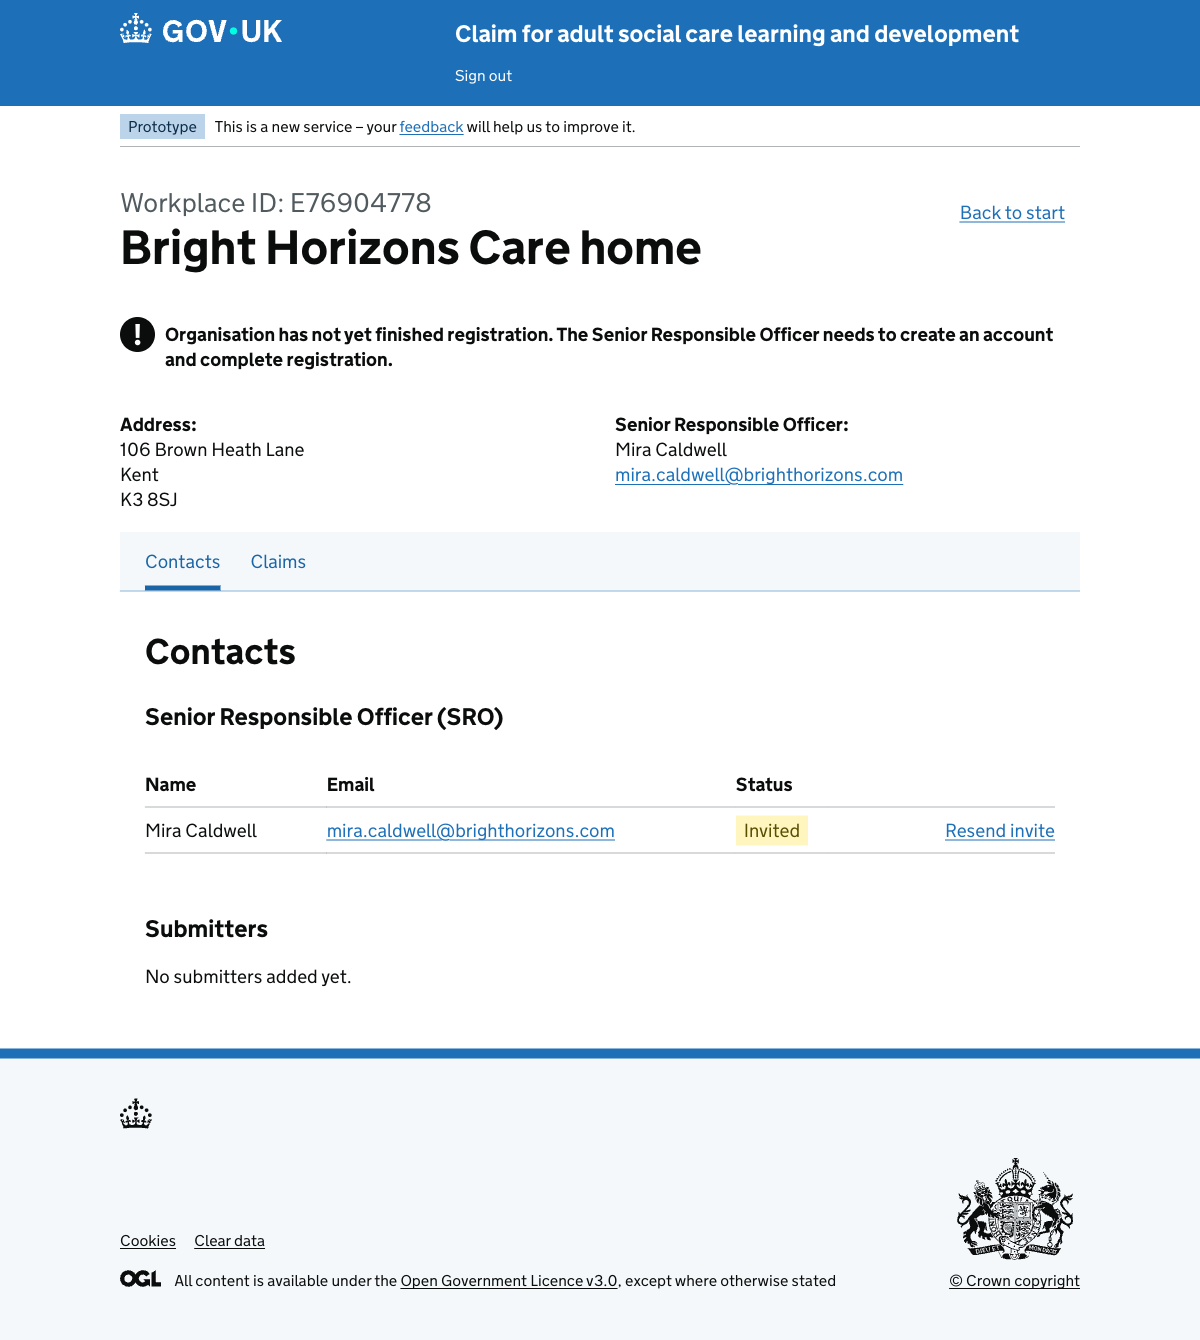 GOV·UK
Claim for adult social care learning and development
Sign out
Prototype This is a new service – your feedback will help us to improve it.
Workplace ID: E76904778
Back to start
Bright Horizons Care home
! Organisation has not yet finished registration. The Senior Responsible Officer needs to create an account
and complete registration.
Address:
106 Brown Heath Lane
Kent
K3 8SJ
Senior Responsible Officer:
Mira Caldwell
mira.caldwell@brighthorizons.com
Contacts Claims
Contacts
Senior Responsible Officer (SRO)
Name Email Status
Mira Caldwell mira.caldwell@brighthorizons.com Invited Resend invite
Submitters
No submitters added yet.
Cookies Clear data
OGL All content is available under the Open Government Licence v3.0, except where otherwise stated
© Crown copyright